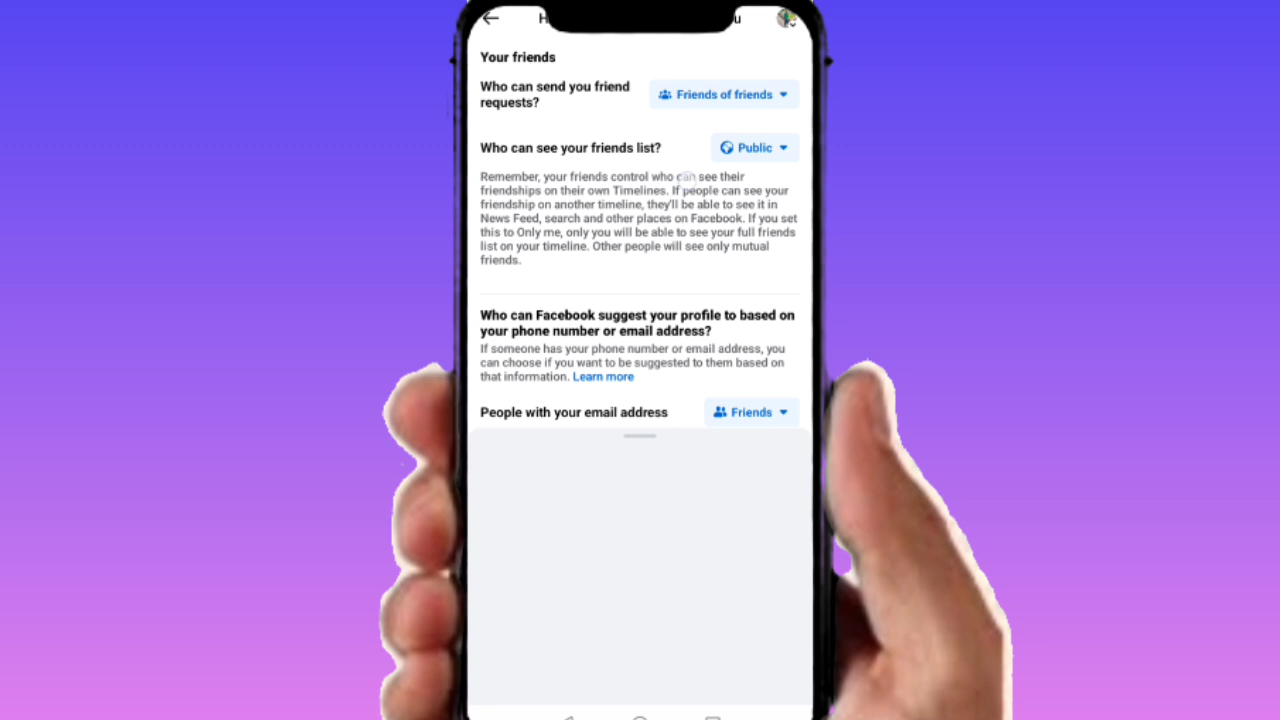 Your friends
Who can send you friend
requests?
Friends of friends
Who can see your friends list?
Public
Remember, your friends control who can see their
friendships on their own Timelines. If people can see your
friendship on another timeline, they'll be able to see it in
News Feed, search and other places on Facebook. If you set
this to Only me, only you will be able to see your full friends
list on your timeline. Other people will see only mutual
friends.
Who can Facebook suggest your profile to based on
your phone number or email address?
If someone has your phone number or email address, you
can choose if you want to be suggested to them based on
that information. Learn more
People with your email address
Friends